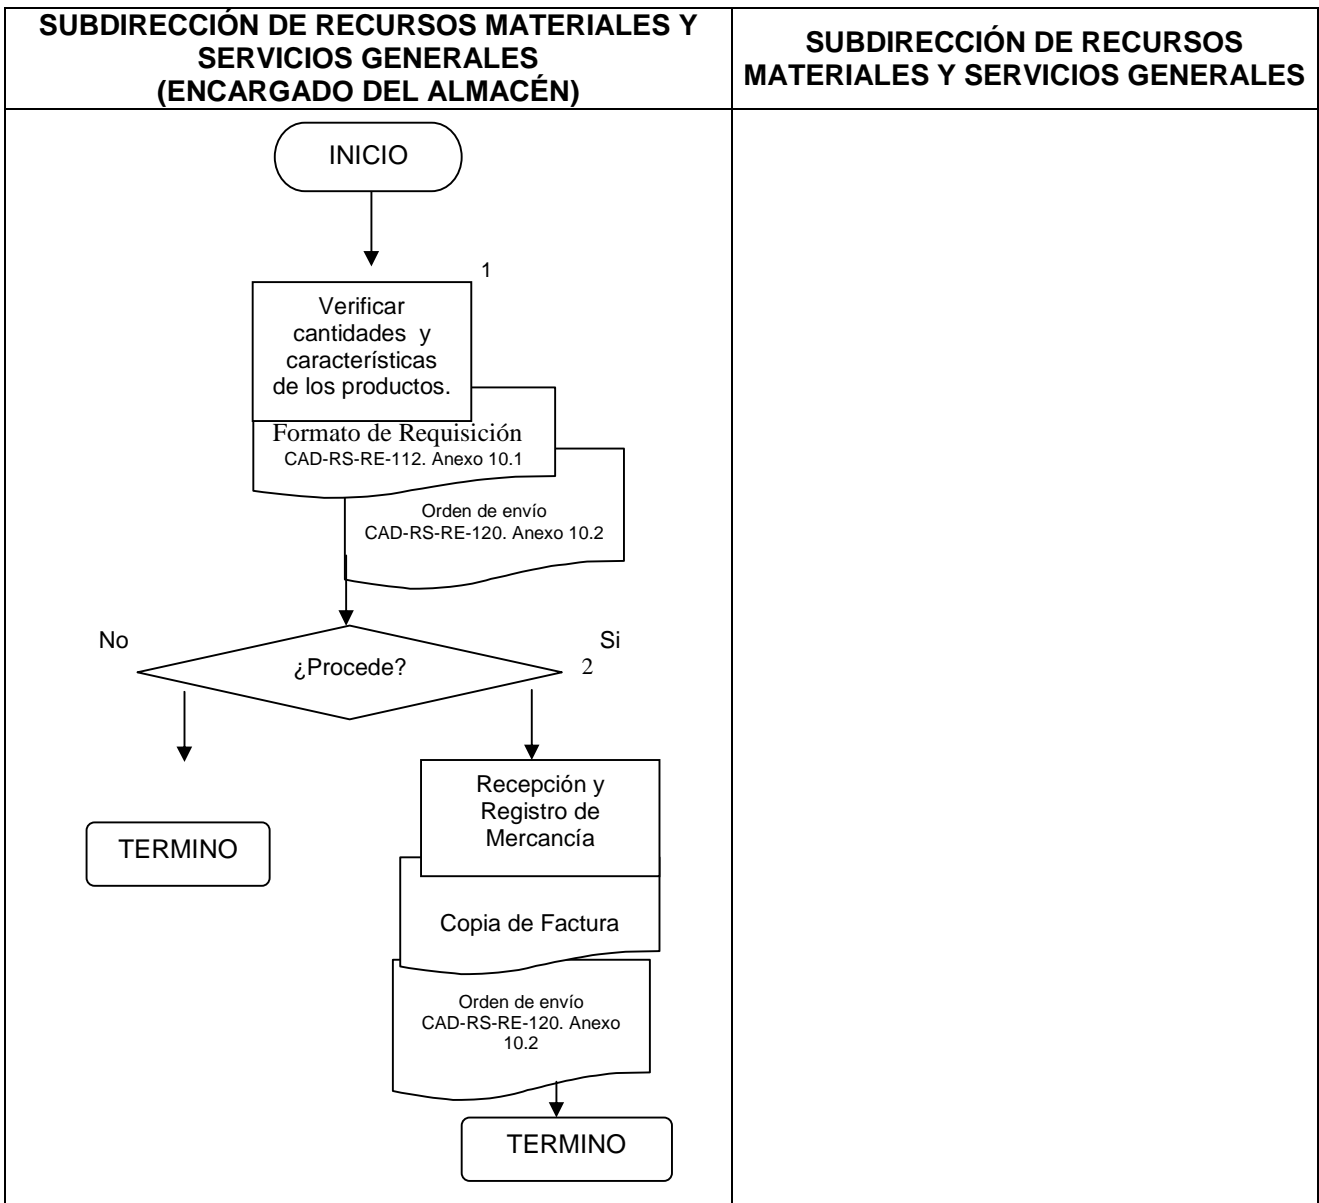 SUBDIRECCIÓN DE RECURSOS MATERIALES Y
SERVICIOS GENERALES
(ENCARGADO DEL ALMACÉN)
SUBDIRECCIÓN DE RECURSOS
MATERIALES Y SERVICIOS GENERALES
INICIO
1
Verificar
cantidades y
características
de los productos.
Formato de Requisición
CAD-RS-RE-112. Anexo 10.1
Orden de envío
CAD-RS-RE-120. Anexo 10.2
No
Si
¿Procede?
2
Recepción y
Registro de
Mercancía
TERMINO
Copia de Factura
Orden de envío
CAD-RS-RE-120. Anexo
10.2
TERMINO